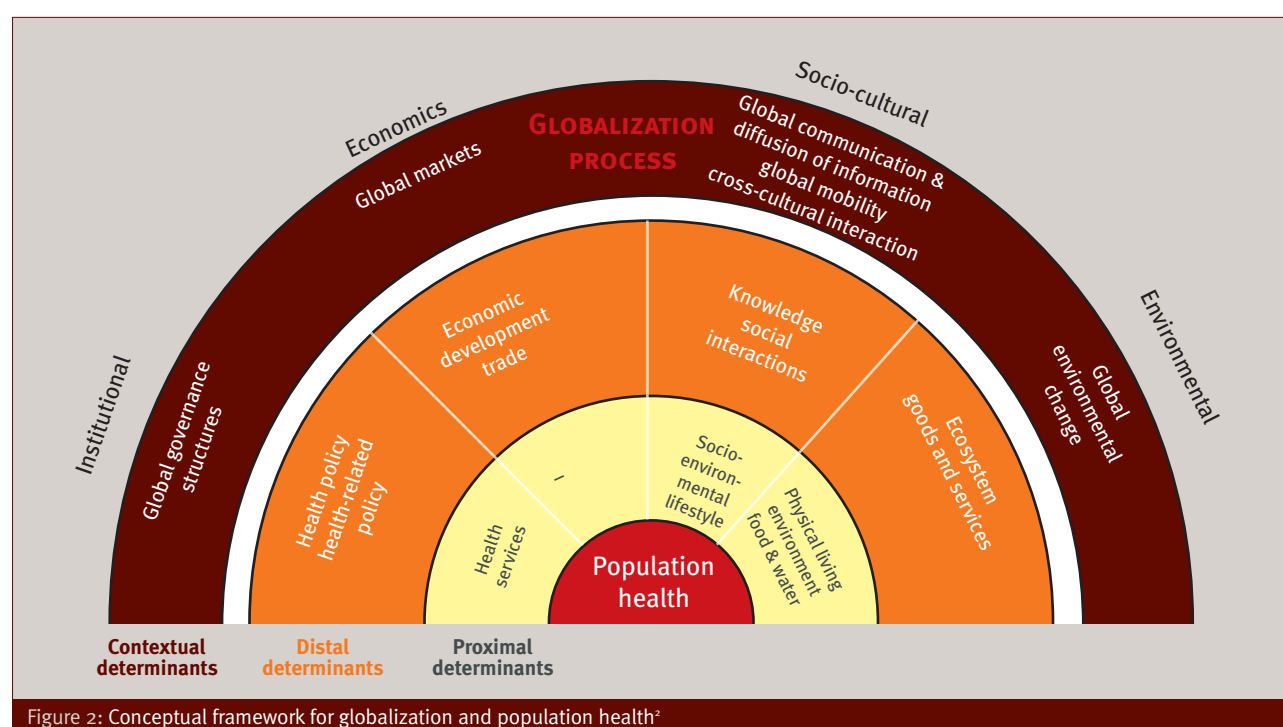 Socio-cultural
Economics
GLOBALIZATION
PROCESS
Global markets
Global communication &
diffusion of information
global mobility
cross-cultural interaction
Institutional
Global governance
structures
Environmental
Global
environmental
change
Economic
development
trade
Knowledge
social
interactions
Health policy
health-related
policy
Ecosystem
goods and services
–
Socio-
environ-
mental
lifestyle
Health
services
Physical living
environment
food & water
Population
health
Contextual
determinants
Distal
determinants
Proximal
determinants
Figure 2: Conceptual framework for globalization and population health²